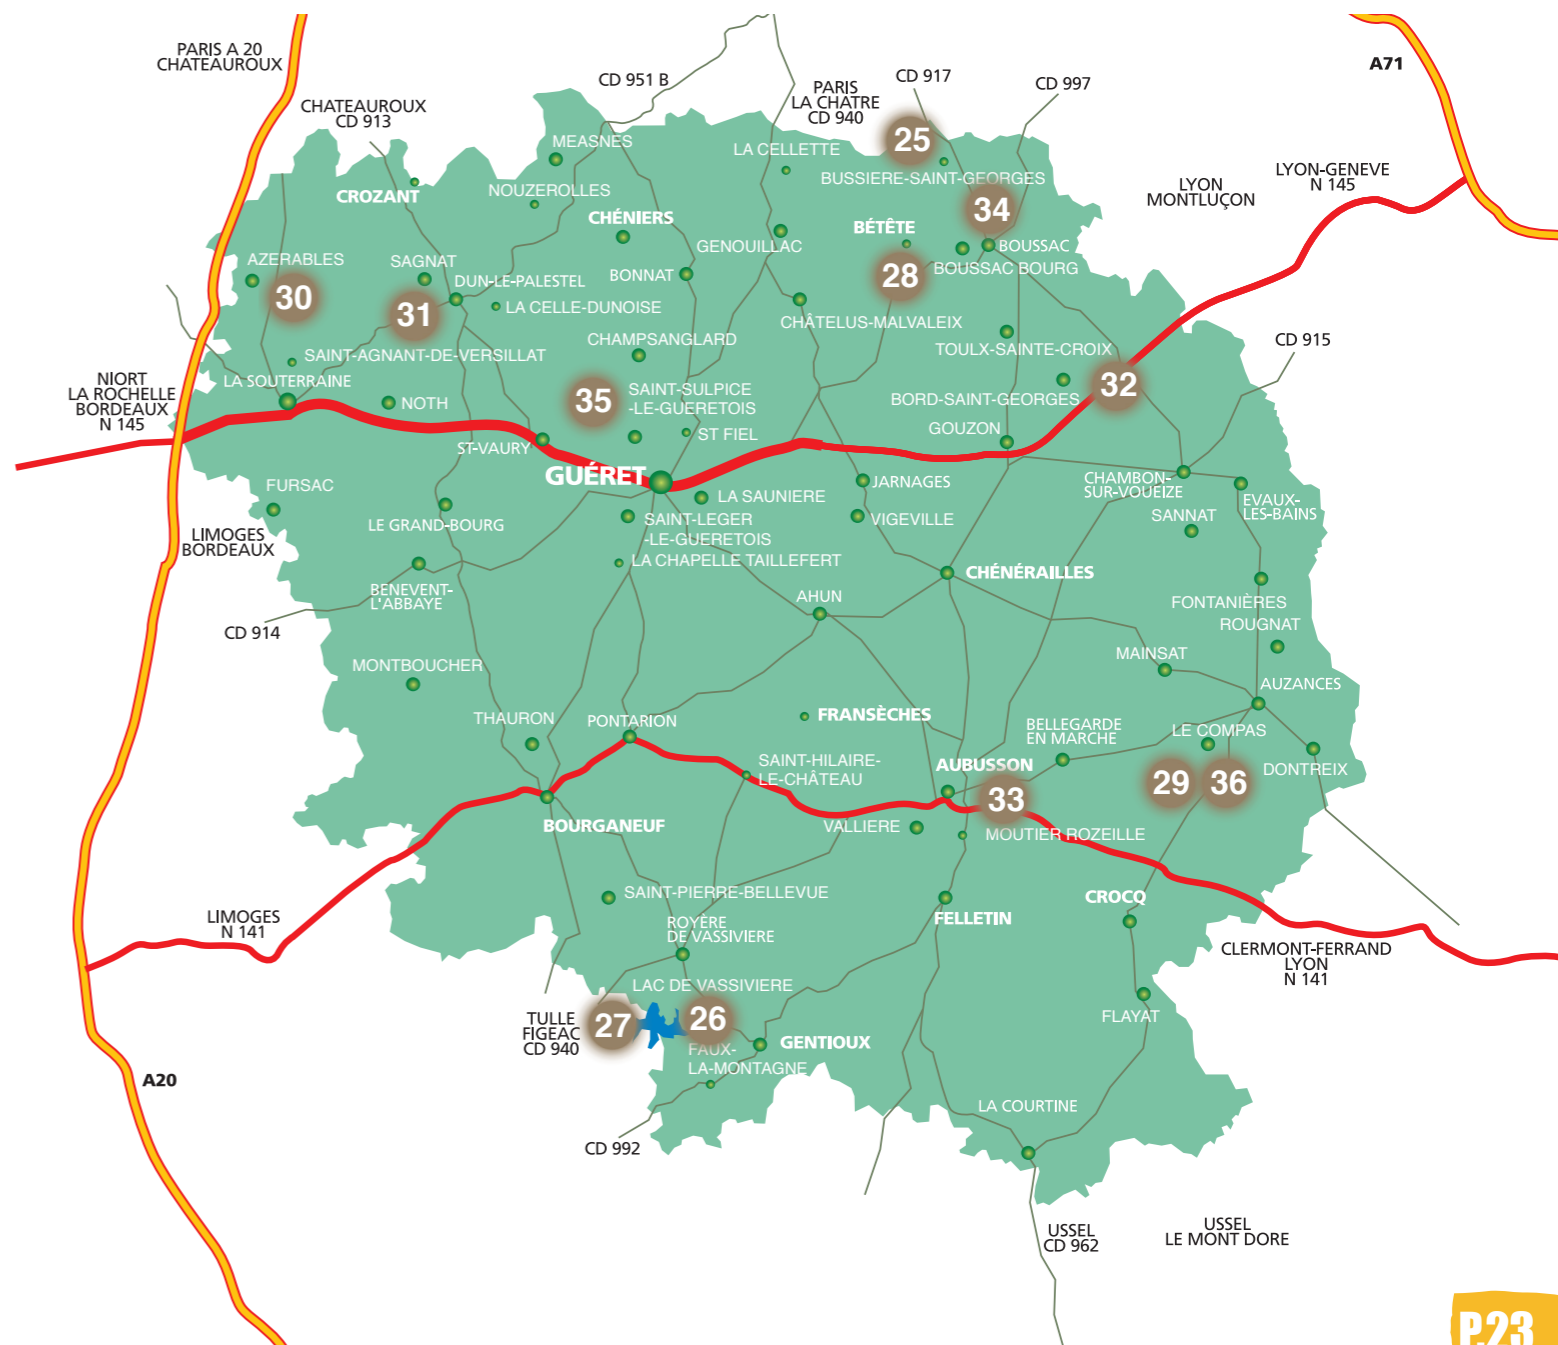 PARIS A 20
CHATEAUROUX
CHATEAUROUX
CD 913
CD 951 B
PARIS
LA CHATRE
CD 940
CD 917
CD 997
A71
LYON-GENEVE
N 145
LYON
MONTLUÇON
MEASNES
LA CELLETTE
25
BUSSIERE-SAINT-GEORGES
CROZANT
NOUZEROLLES
CHÉNIERS
34
BÉTÊTE
GENOUILLAC
BOUSSAC
BOUSSAC BOURG
AZERABLES
SAGNAT
BONNAT
28
30
DUN-LE-PALESTEL
31
LA CELLE-DUNOISE
CHÂTELUS-MALVALEIX
CHAMPSANGLARD
TOULX-SAINTE-CROIX
CD 915
SAINT-AGNANT-DE-VERSILLAT
NIORT
LA ROCHELLE
BORDEAUX
N 145
LA SOUTERRAINE
NOTH
35
SAINT-SULPICE
-LE-GUERETOIS
32
BORD-SAINT-GEORGES
ST-VAURY
ST FIEL
GOUZON
GUÉRET
FURSAC
LA SAUNIERE
JARNAGES
CHAMBON-
SUR-VOUEIZE
EVAUX-
LES-BAINS
LE GRAND-BOURG
SAINT-LEGER
-LE-GUERETOIS
VIGEVILLE
SANNAT
LIMOGES
BORDEAUX
LA CHAPELLE TAILLEFERT
CHÉNÉRAILLES
BENEVENT-
L'ABBAYE
AHUN
FONTANIÈRES
ROUGNAT
CD 914
MONTBOUCHER
MAINSAT
AUZANCES
THAURON
PONTARION
FRANSÈCHES
BELLEGARDE
EN MARCHE
LE COMPAS
SAINT-HILAIRE-
LE-CHÂTEAU
AUBUSSON
DONTREIX
29
36
33
BOURGANEUF
VALLIERE
MOUTIER ROZEILLE
SAINT-PIERRE-BELLEVUE
CROCQ
LIMOGES
N 141
ROYÈRE
DE VASSIVIERE
FELLETIN
CLERMONT-FERRAND
LYON
N 141
LAC DE VASSIVIERE
TULLE
FIGEAC
CD 940
27
26
FLAYAT
FAUX-
LA-MONTAGNE
GENTIOUX
A20
LA COURTINE
CD 992
USSEL
CD 962
USSEL
LE MONT DORE
P.23